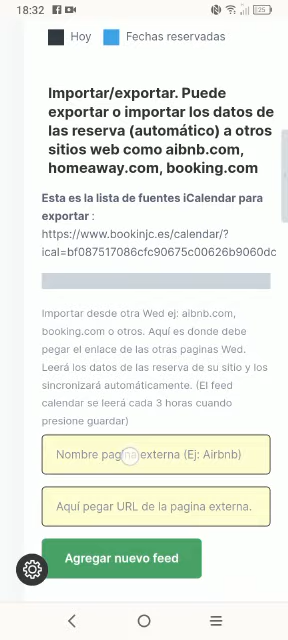 18:32
Hoy
Fechas reservadas
Importar/exportar. Puede
exportar o importar los datos de
las reserva (automático) a otros
sitios web como aibnb.com,
homeaway.com, booking.com
Esta es la lista de fuentes iCalendar para
exportar :
https://www.bookinjc.es/calendar/?
ical=bf087517086cfc90675c00626b9060dc
Importar desde otra Wed ej: aibnb.com,
booking.com o otros. Aquí es donde debe
pegar el enlace de las otras paginas Wed.
Leerá los datos de las reserva de su sitio y los
sincronizará automáticamente. (El feed
calendar se leerá cada 3 horas cuando
presione guardar)
Nombre pagina externa (Ej: Airbnb)
Aquí pegar URL de la pagina externa.
Agregar nuevo feed